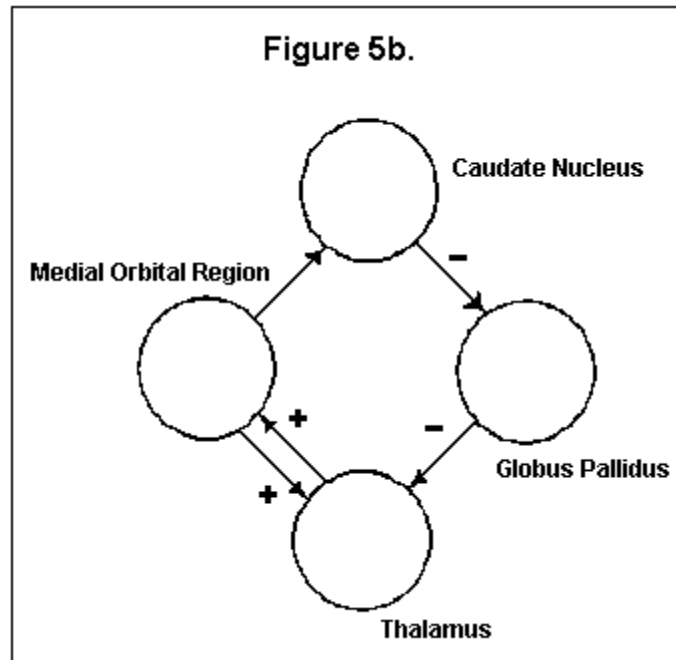 Figure 5b.
Caudate Nucleus
-
Medial Orbital Region
+
-
+
Globus Pallidus
Thalamus